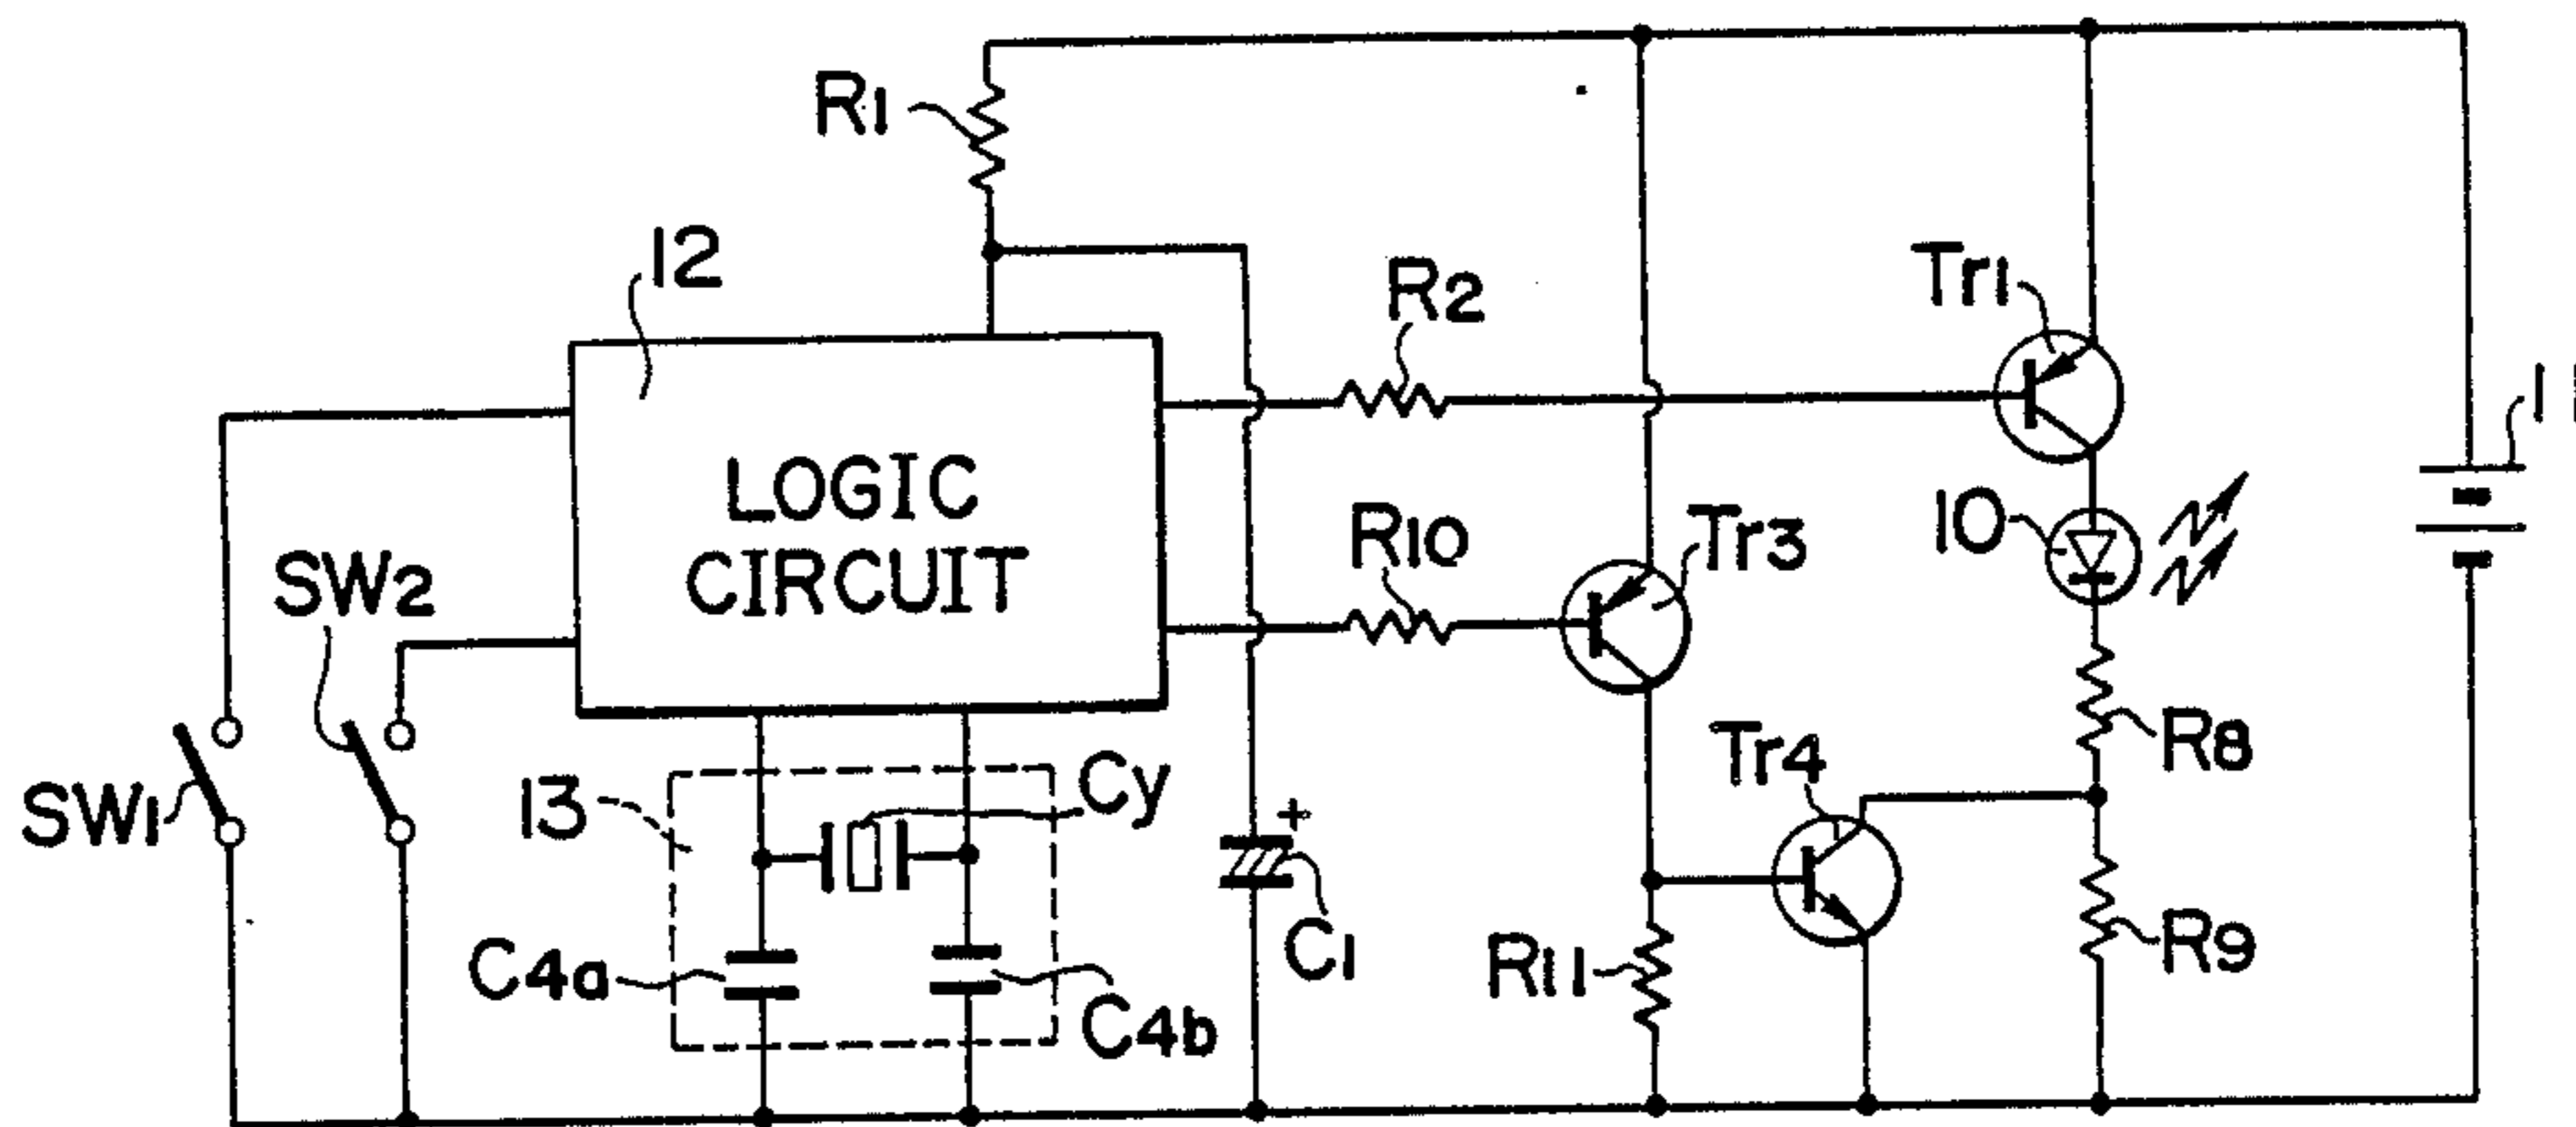 R1
12
R2
Tr1
11
LOGIC
CIRCUIT
R10
Tr3
10
SW2
SW1
13
Cy
Tr4
R8
+
C4a
C4b
C1
R11
R9